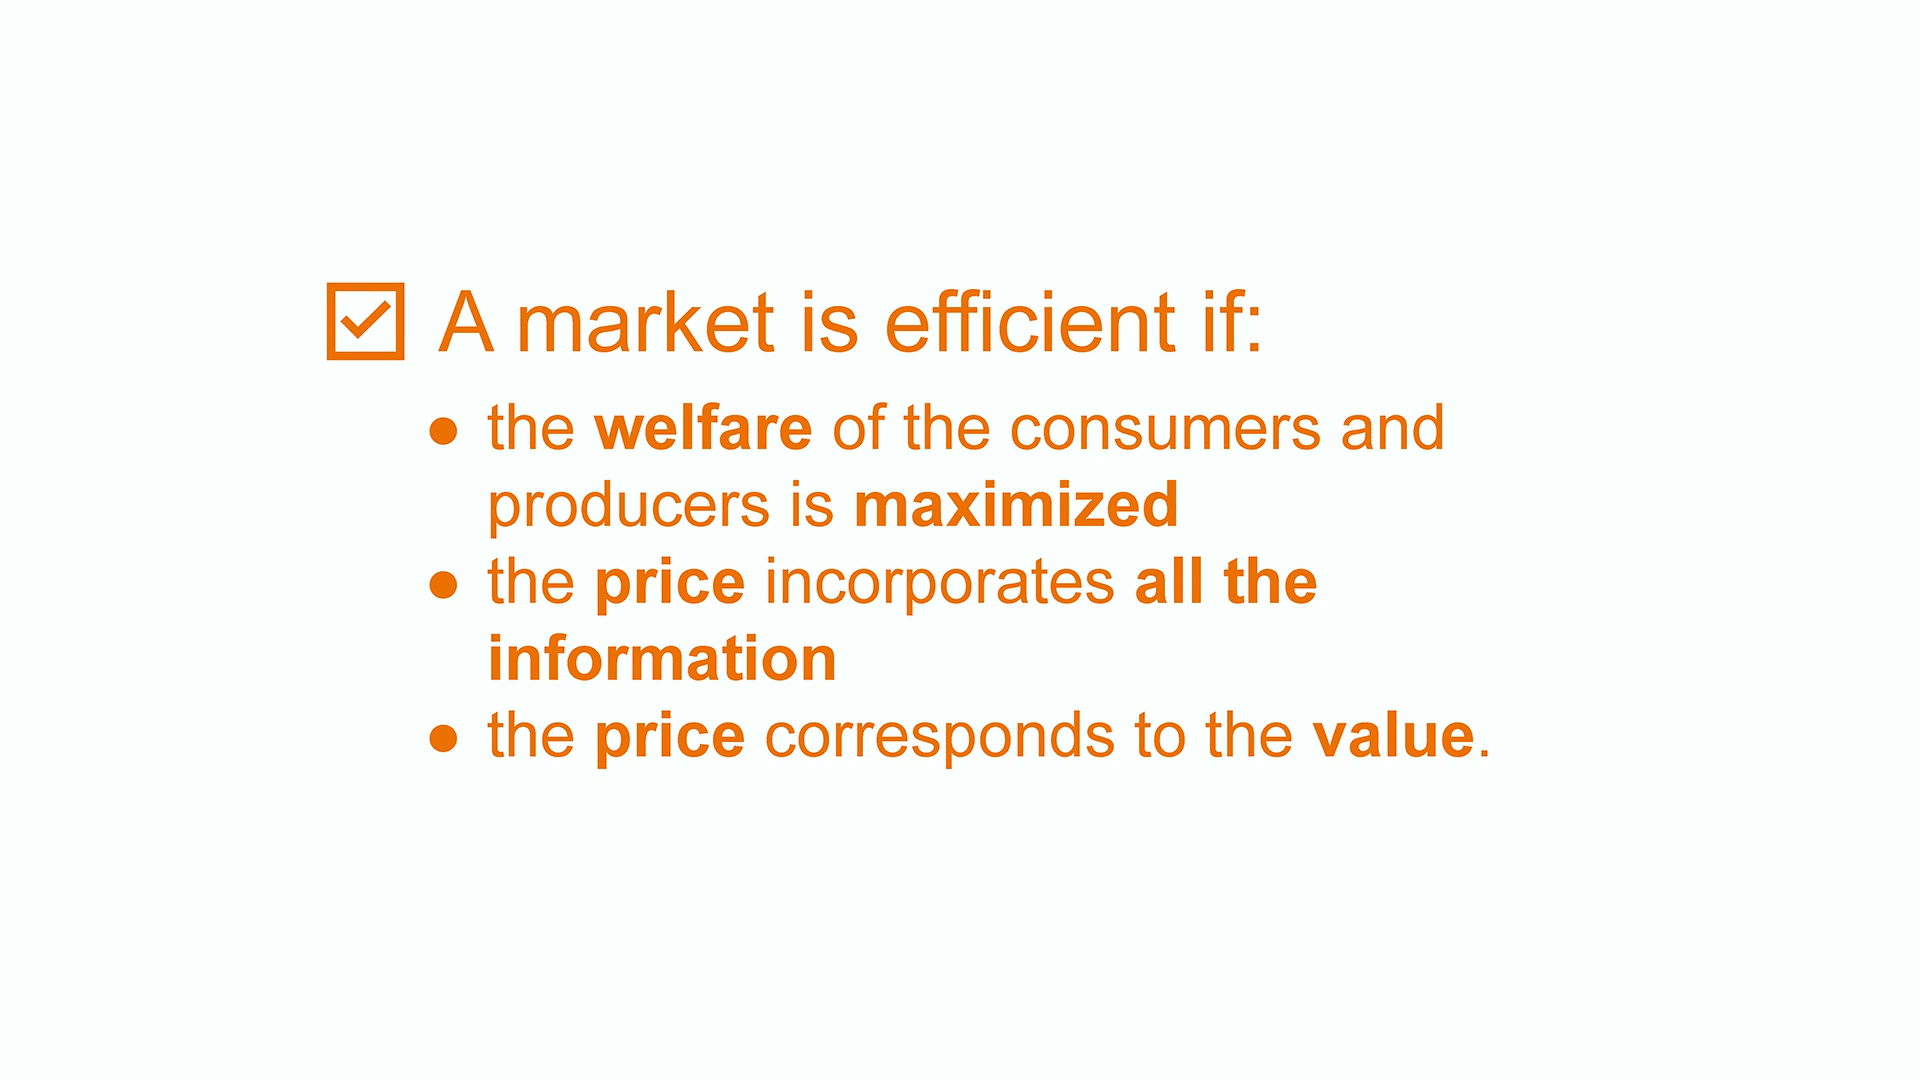 A market is efficient if:
● the welfare of the consumers and
producers is maximized
● the price incorporates all the
information
● the price corresponds to the value.